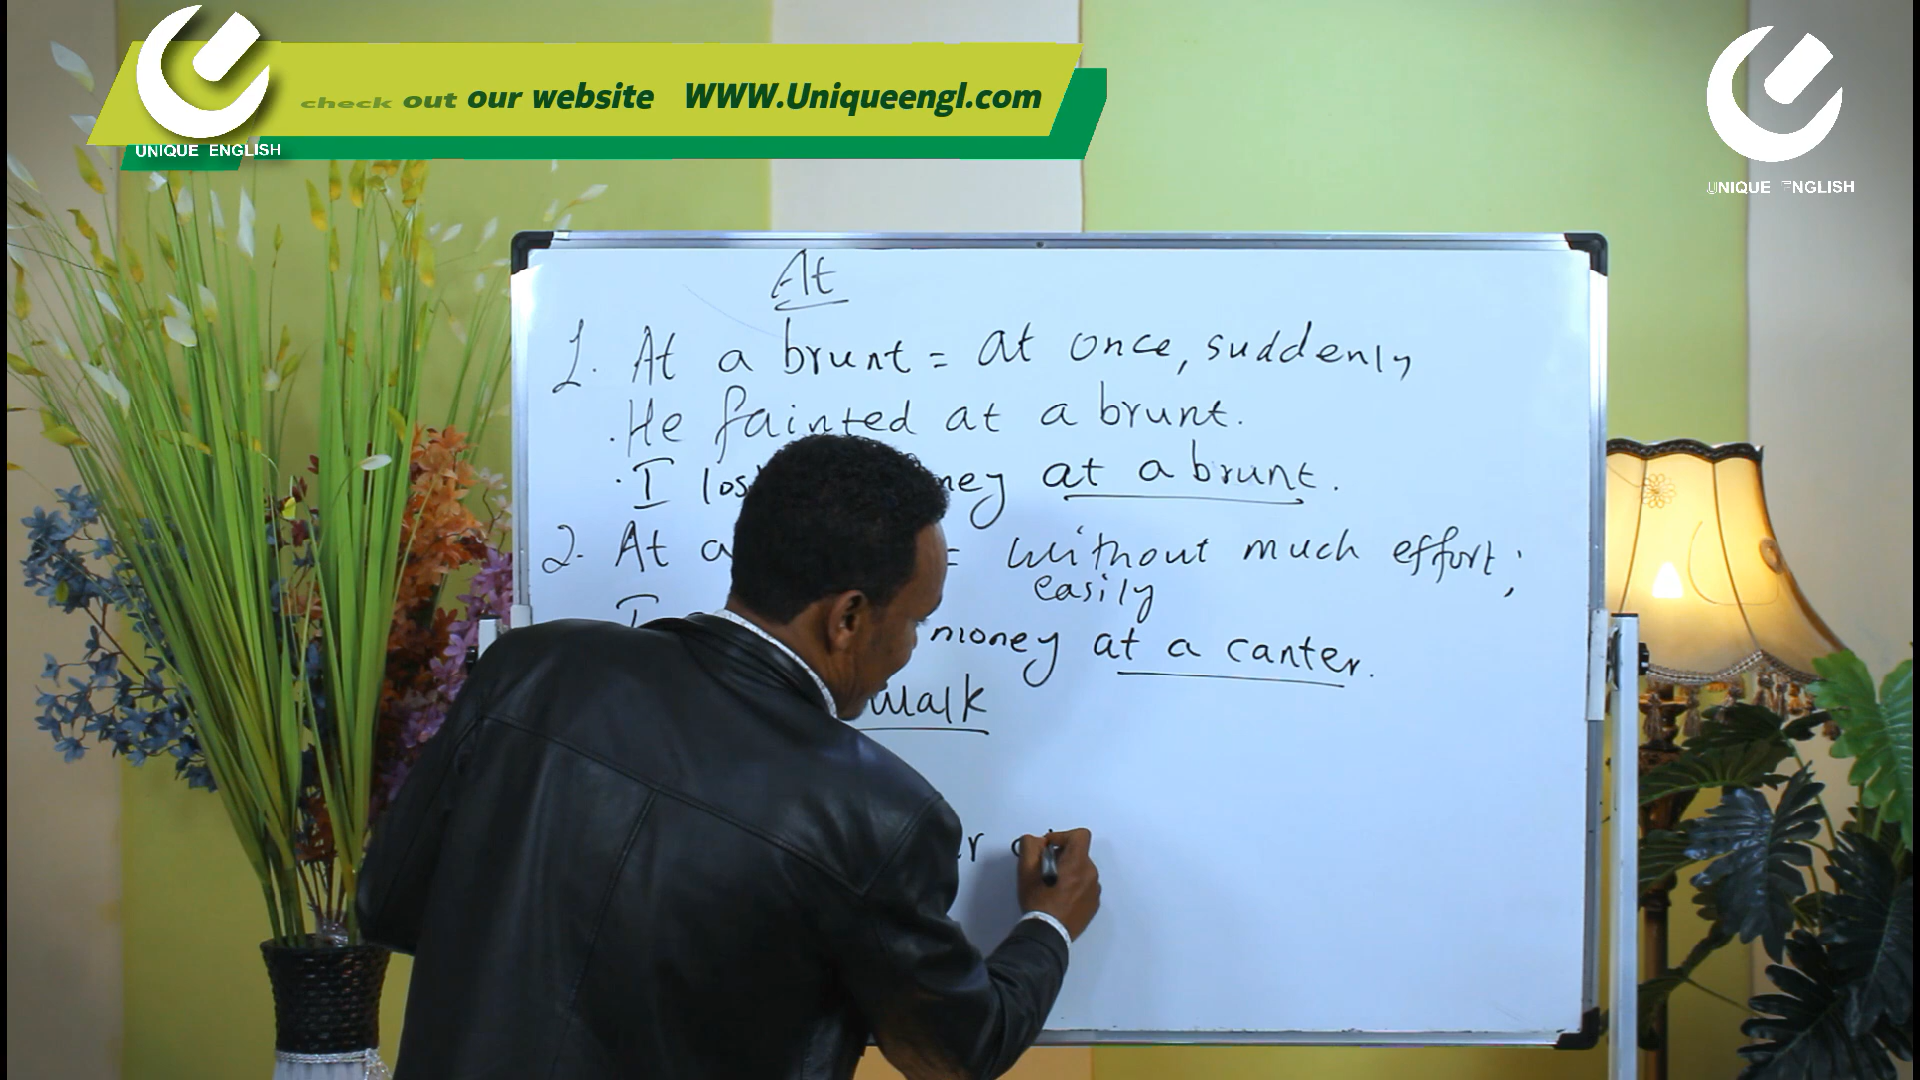 check out our website WWW.Uniqueengl.com
UNIQUE ENGLISH
UNIQUE ENGLISH
At
1. At a brunt = at once, suddenly
. He fainted at a brunt.
. I ney at a brunt.
2. At a = without much effort;
easily
I money at a canter.
walk